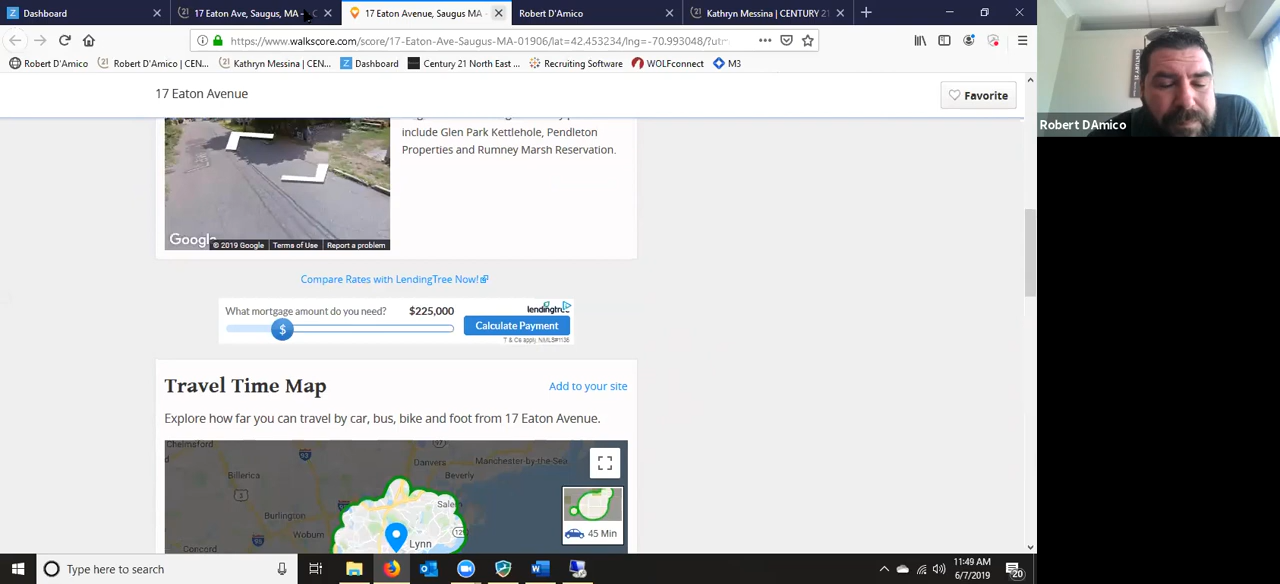 Dashboard
17 Eaton Ave, Saugus, MA
17 Eaton Avenue, Saugus MA
Robert D'Amico
Kathryn Messina | CENTURY 21
https://www.walkscore.com/score/17-Eaton-Ave-Saugus-MA-01906/lat=42.453234/lng=-70.993048/?utm
Robert D'Amico
Robert D'Amico | CEN...
Kathryn Messina | CEN...
Dashboard
Century 21 North East ...
Recruiting Software
WOLFconnect
M3
17 Eaton Avenue
Favorite
include Glen Park Kettlehole, Pendleton
Properties and Rumney Marsh Reservation.
Google
© 2019 Google
Terms of Use
Report a problem
Compare Rates with LendingTree Now!
What mortgage amount do you need?
$225,000
lendingtree
$
Calculate Payment
T & Cs apply. NMLS#1136
Travel Time Map
Add to your site
Explore how far you can travel by car, bus, bike and foot from 17 Eaton Avenue.
Chelmsford
Danvers
Manchester-by-the-Sea
Billerica
Beverly
Burlington
Salem
Woburn
Lynn
Concord
45 Min
Type here to search
11:49 AM
6/7/2019
20
Robert DAmico
CENTURY 21